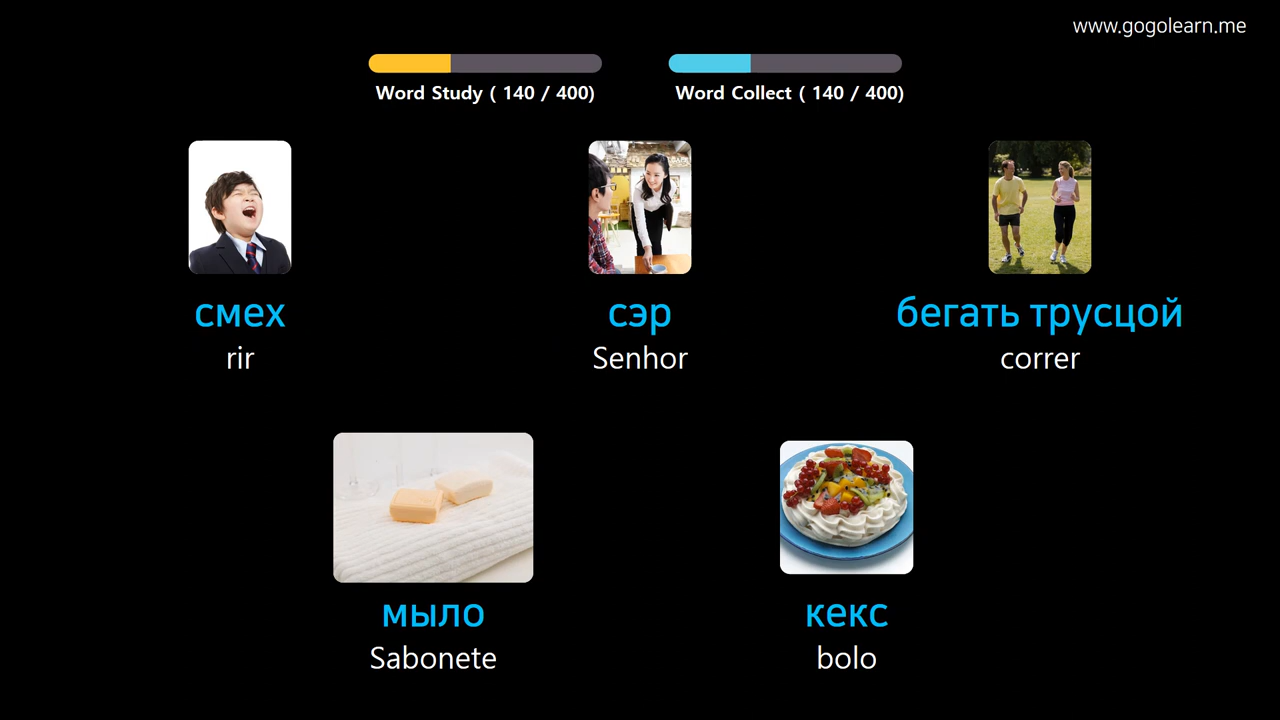 www.gogolearn.me
Word Study ( 140 / 400)
Word Collect ( 140 / 400)
смех
rir
сэр
Senhor
бегать трусцой
correr
мыло
Sabonete
кекс
bolo